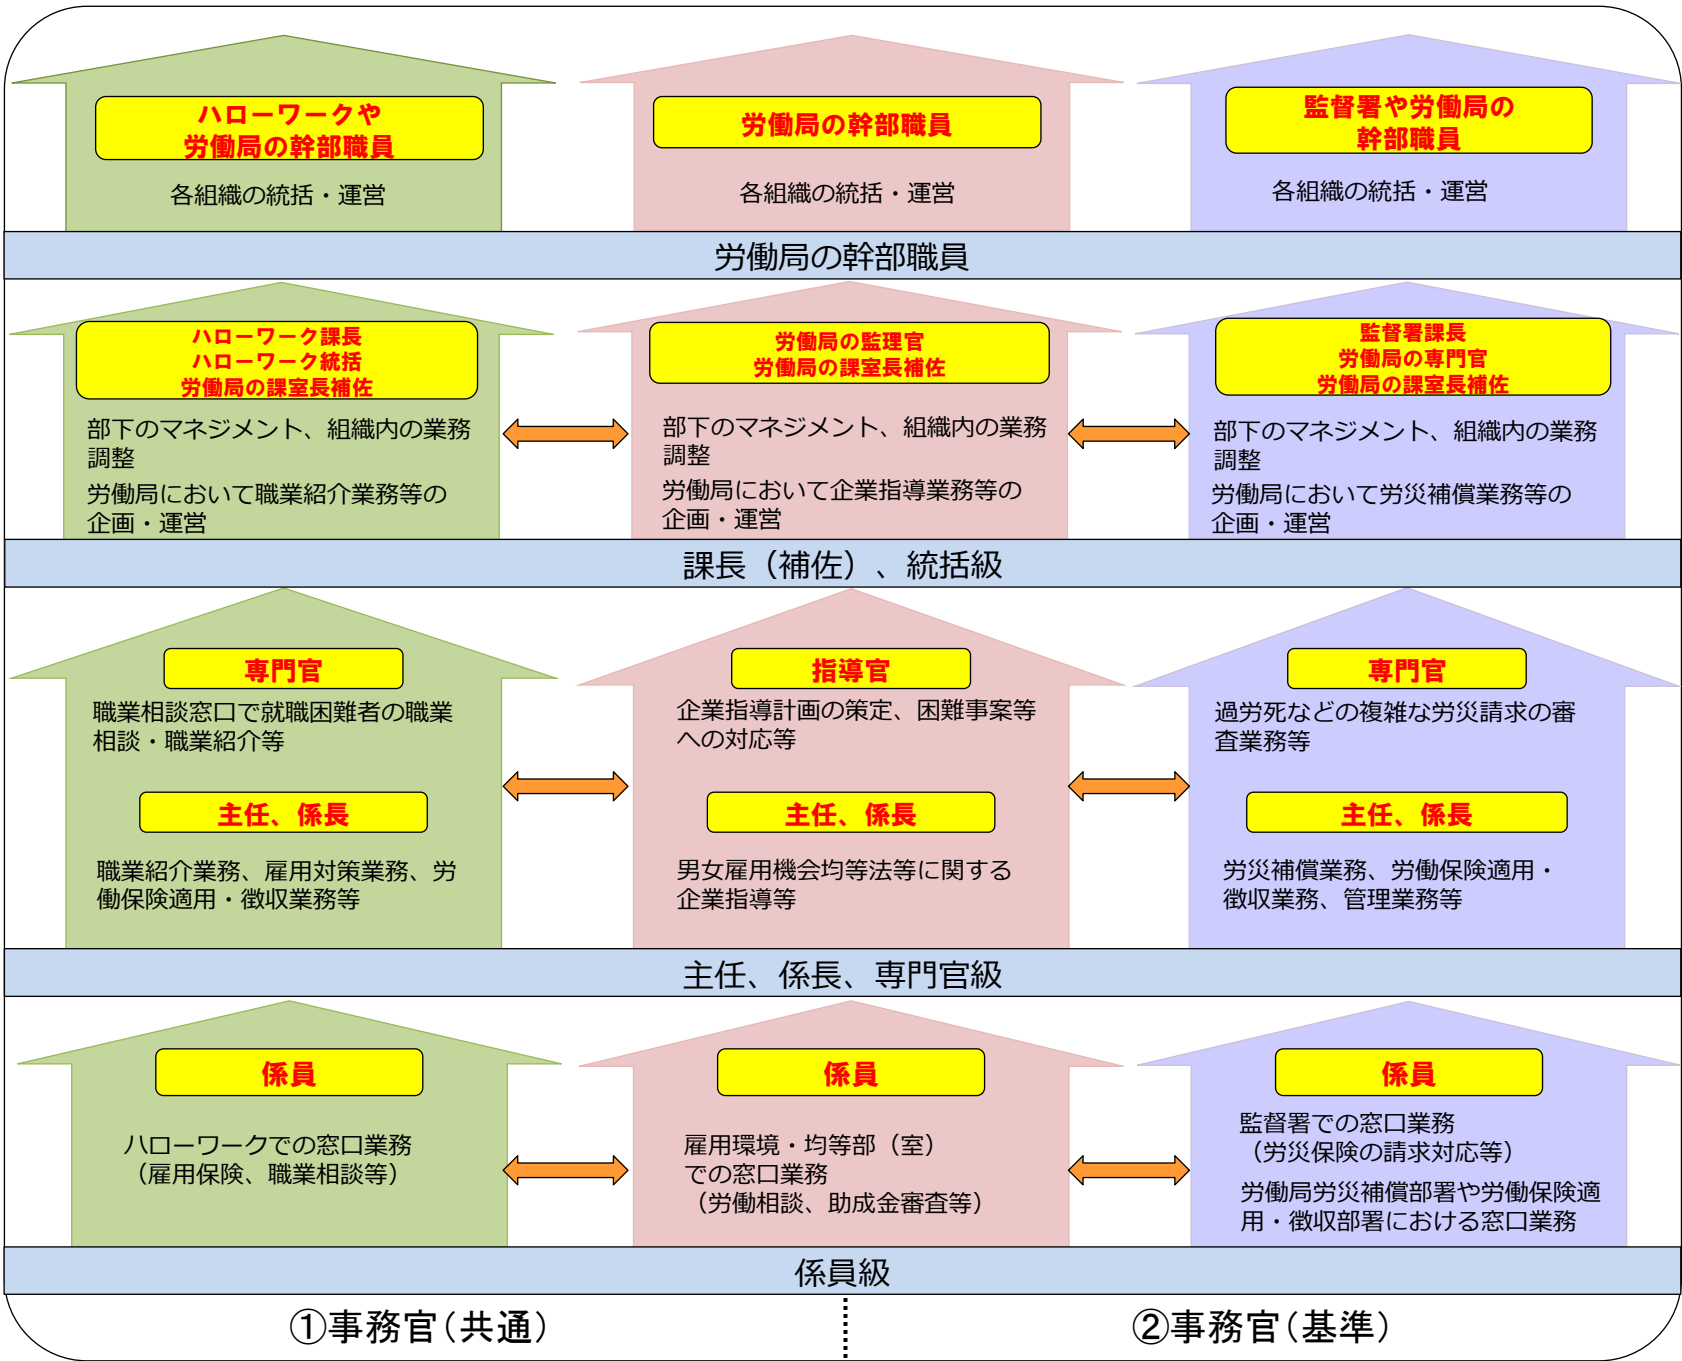 ハローワークや
労働局の幹部職員
各組織の統括・運営
労働局の幹部職員
各組織の統括・運営
監督署や労働局の
幹部職員
各組織の統括・運営
労働局の幹部職員
ハローワーク課長
ハローワーク統括
労働局の課室長補佐
部下のマネジメント、組織内の業務
調整
労働局において職業紹介業務等の
企画・運営
労働局の監理官
労働局の課室長補佐
部下のマネジメント、組織内の業務
調整
労働局において企業指導業務等の
企画・運営
監督署課長
労働局の専門官
労働局の課室長補佐
部下のマネジメント、組織内の業務
調整
労働局において労災補償業務等の
企画・運営
課長（補佐）、統括級
専門官
職業相談窓口で就職困難者の職業
相談・職業紹介等
主任、係長
職業紹介業務、雇用対策業務、労
働保険適用・徴収業務等
指導官
企業指導計画の策定、困難事案等
への対応等
主任、係長
男女雇用機会均等法等に関する
企業指導等
専門官
過労死などの複雑な労災請求の審
査業務等
主任、係長
労災補償業務、労働保険適用・
徴収業務、管理業務等
主任、係長、専門官級
係員
ハローワークでの窓口業務
（雇用保険、職業相談等）
係員
雇用環境・均等部（室）
での窓口業務
（労働相談、助成金審査等）
係員
監督署での窓口業務
（労災保険の請求対応等）
労働局労災補償部署や労働保険適
用・徴収部署における窓口業務
係員級
①事務官（共通）
②事務官（基準）